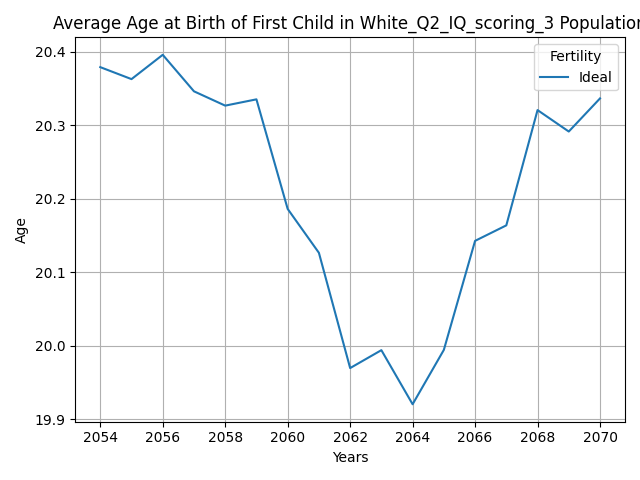 Average Age at Birth of First Child in White_Q2_IQ_scoring_3 Population
Fertility
Ideal
20.4
20.3
20.2
20.1
20.0
19.9
Age
2054 2056 2058 2060 2062 2064 2066 2068 2070
Years